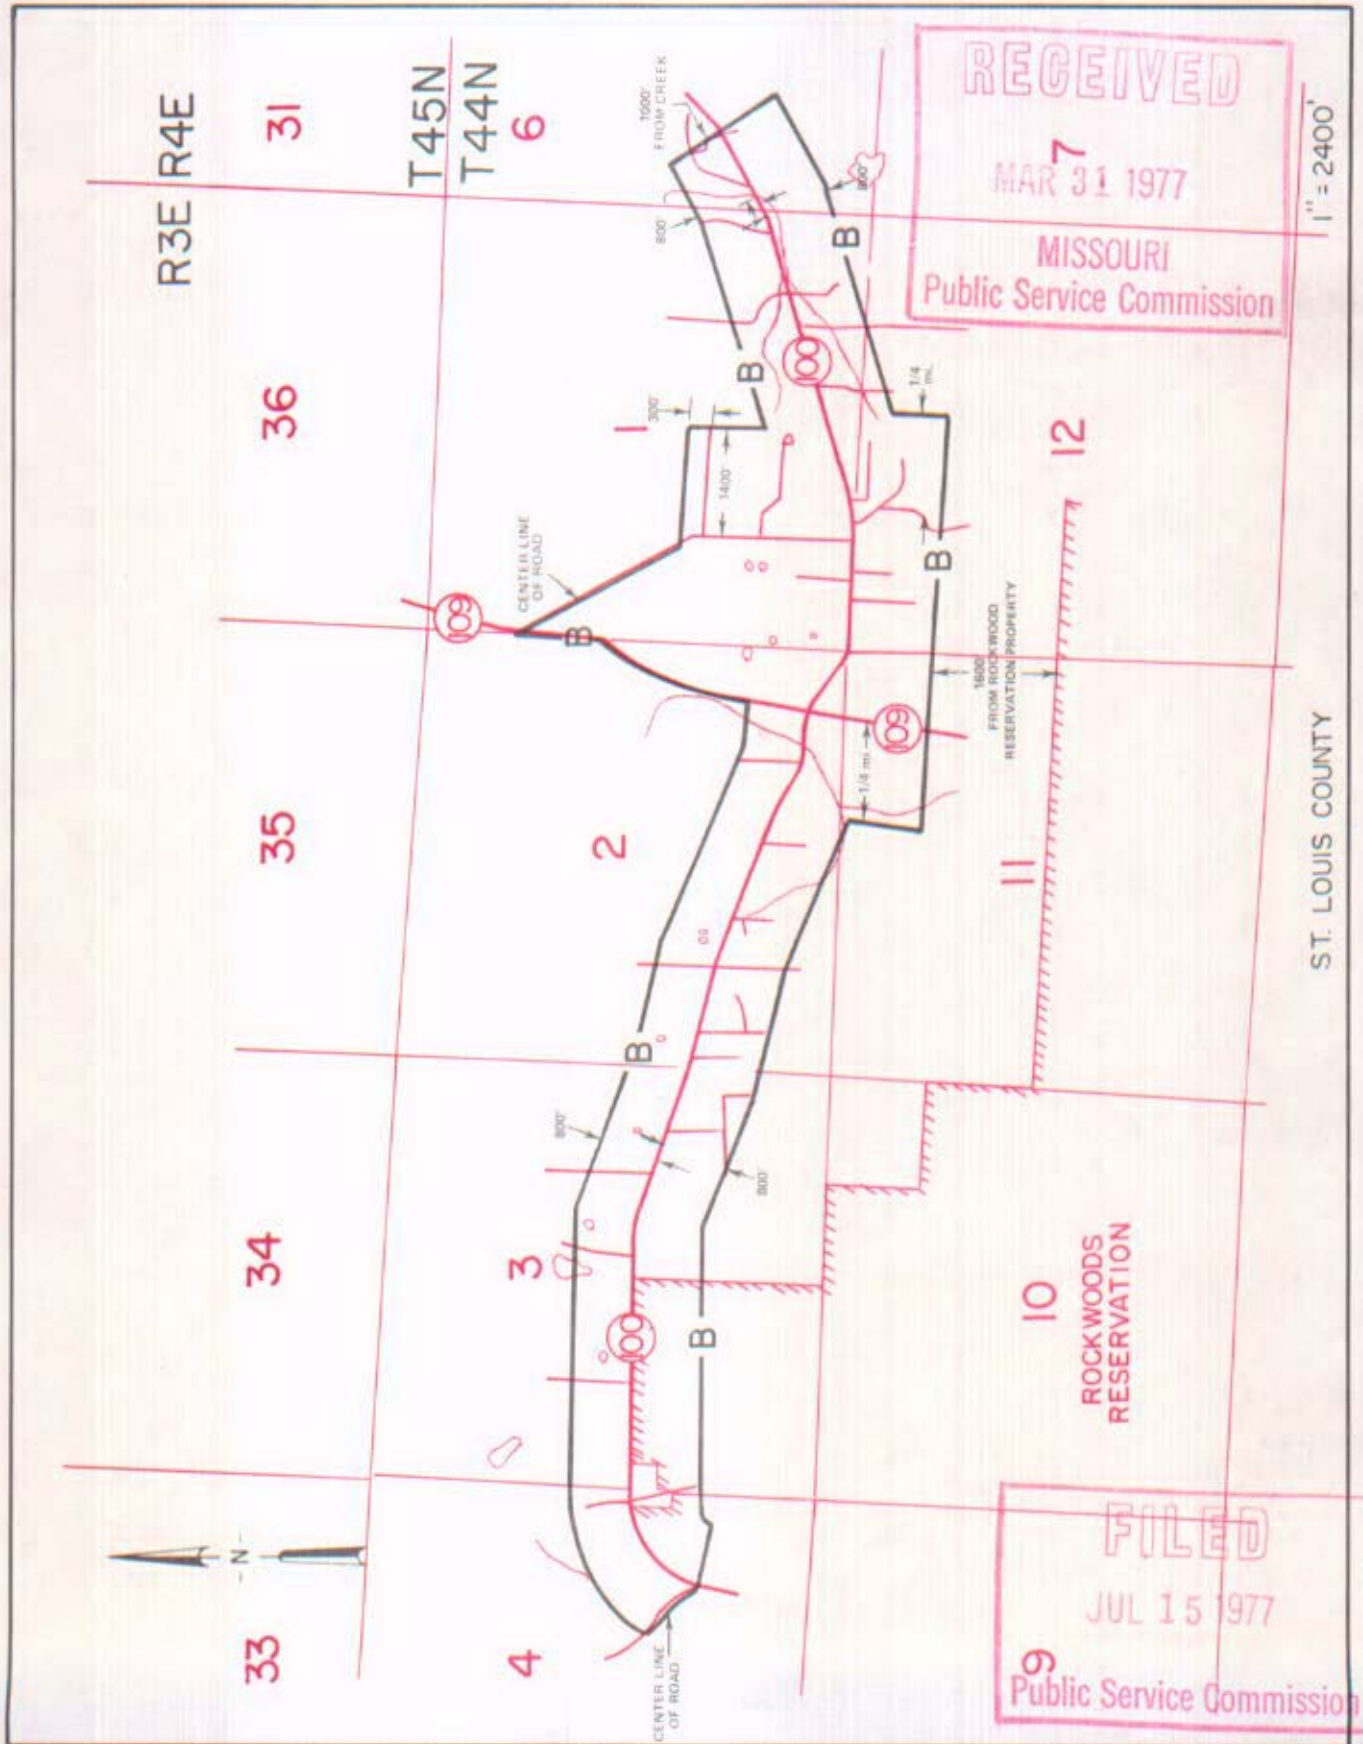 R3E R4E
33
34
35
36
31
T45N
T44N
- N -
4
3
2
1
6
CENTER LINE
OF ROAD
109
CENTER LINE
OF ROAD
300'
1400'
800'
1000'
FROM CREEK
B
B
B
B
B
B
B
800'
800'
800'
100
100
109
1/4 mi
1/4
mi.
1600'
FROM ROCKWOOD
RESERVATION PROPERTY
9
10
11
12
7
ROCKWOODS
RESERVATION
RECEIVED
MAR 31 1977
MISSOURI
Public Service Commission
FILED
JUL 15 1977
Public Service Commission
ST. LOUIS COUNTY
1" = 2400'